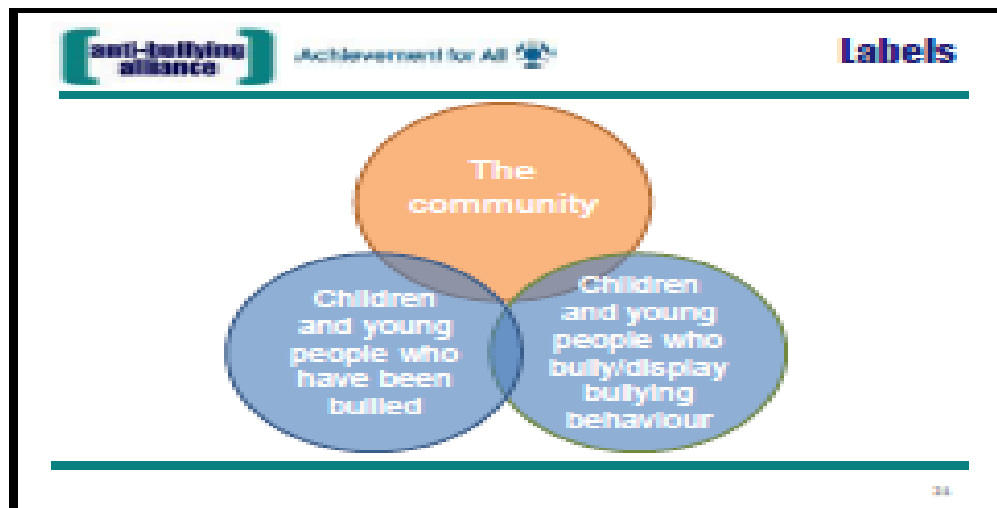 anti-bullying
alliance
Achievement for All
Labels
The
community
Children
and young
people who
have been
bullied
Children
and young
people who
bully/display
bullying
behaviour